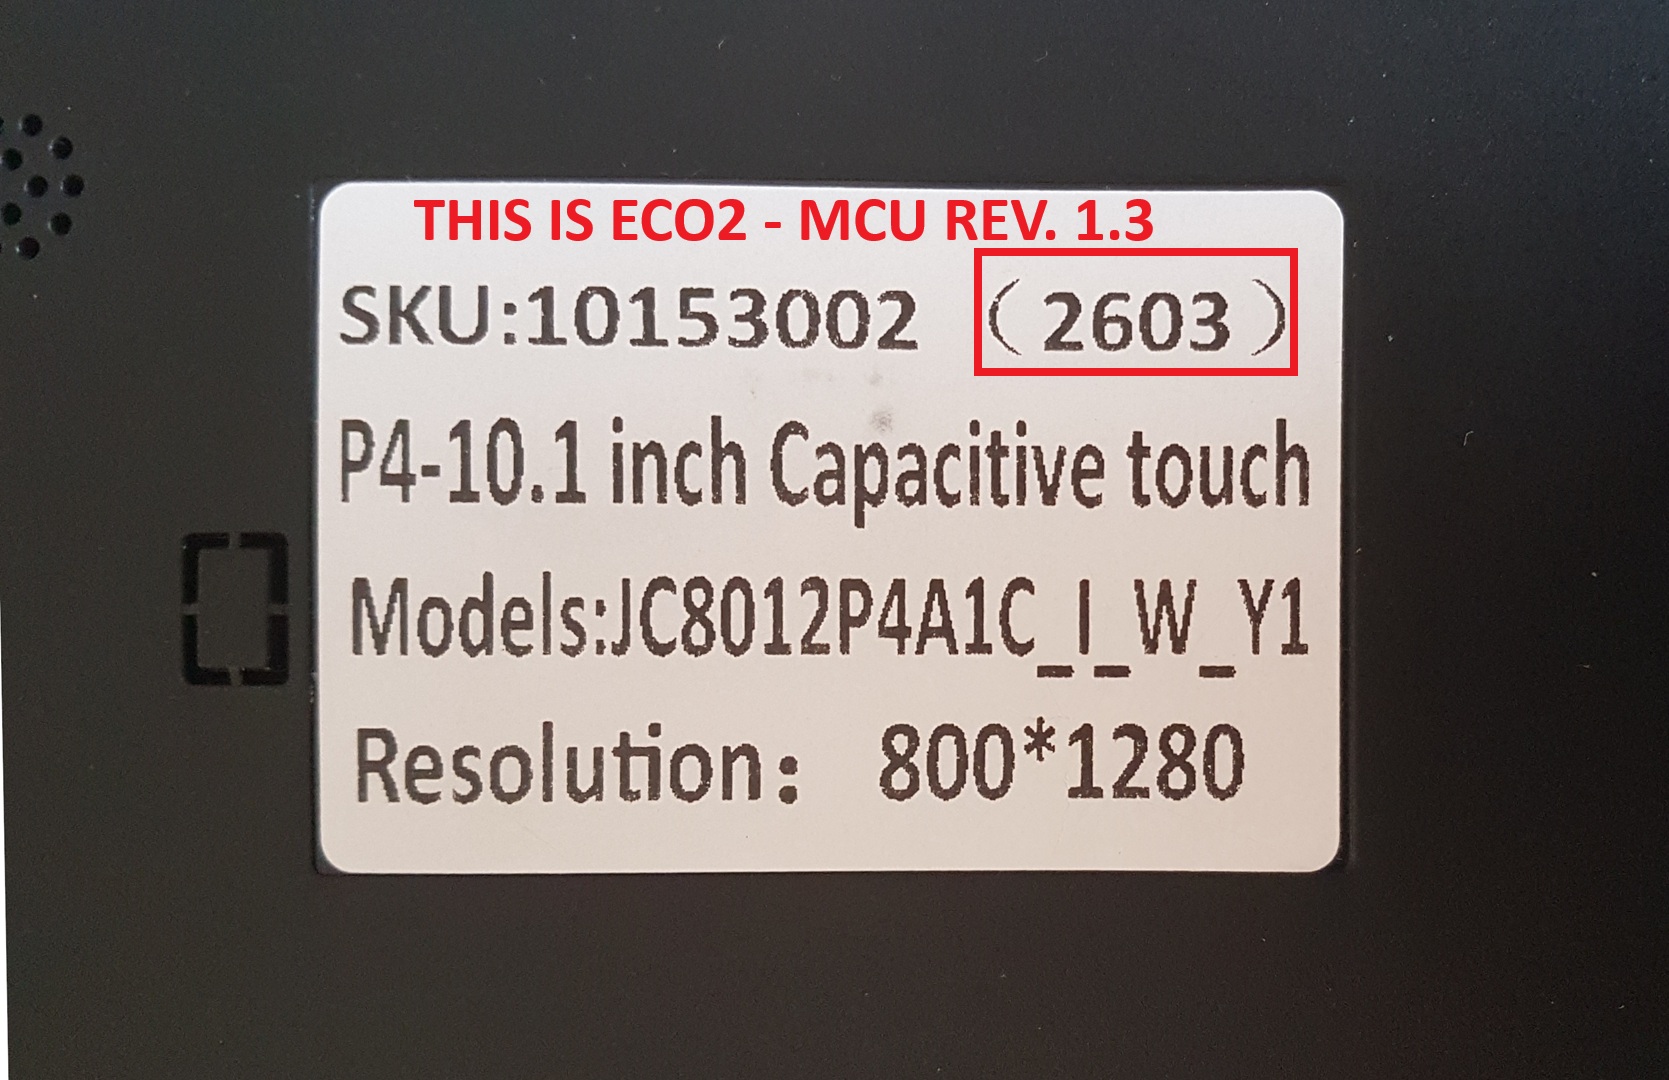 THIS IS ECO2 - MCU REV. 1.3
SKU:10153002 （2603）
P4-10.1 inch Capacitive touch
Models:JC8012P4A1C_I_W_Y1
Resolution： 800*1280